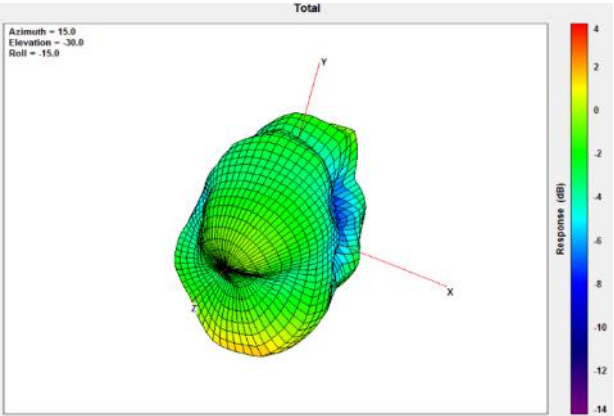 Total
Azimuth = 15.0
Elevation = -30.0
Roll = -15.0
Y
X
Z
4
2
0
-2
-4
-6
-8
-10
-12
-14
Response (dB)